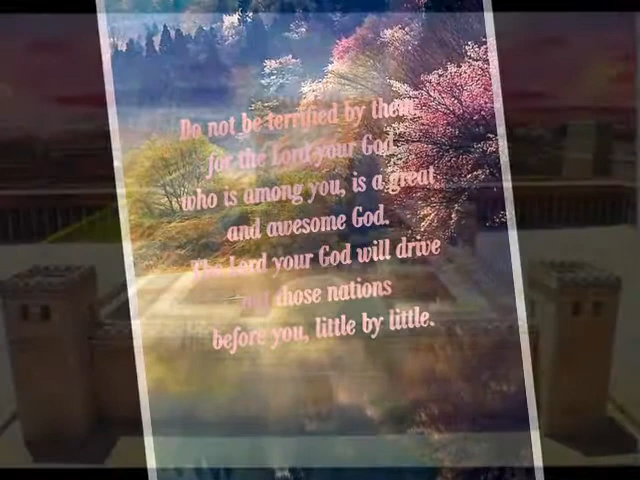 Do not be terrified by them,
for the Lord your God,
who is among you, is a great
and awesome God.
The Lord your God will drive
out those nations
before you, little by little.